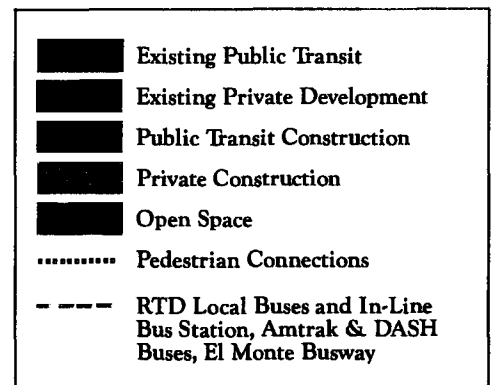 Existing Public Transit
Existing Private Development
Public Transit Construction
Private Construction
Open Space
Pedestrian Connections
RTD Local Buses and In-Line
Bus Station, Amtrak & DASH
Buses, El Monte Busway